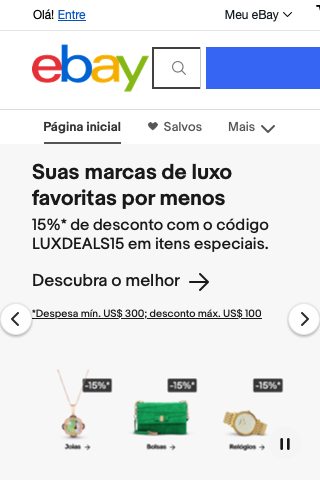 Olá! Entre
Meu eBay
ebay
Página inicial
Salvos
Mais
Suas marcas de luxo
favoritas por menos
15%* de desconto com o código
LUXDEALS15 em itens especiais.
Descubra o melhor
*Despesa mín. US$ 300; desconto máx. US$ 100
-15%*
-15%*
-15%*
Joias
Bolsas
Relógios